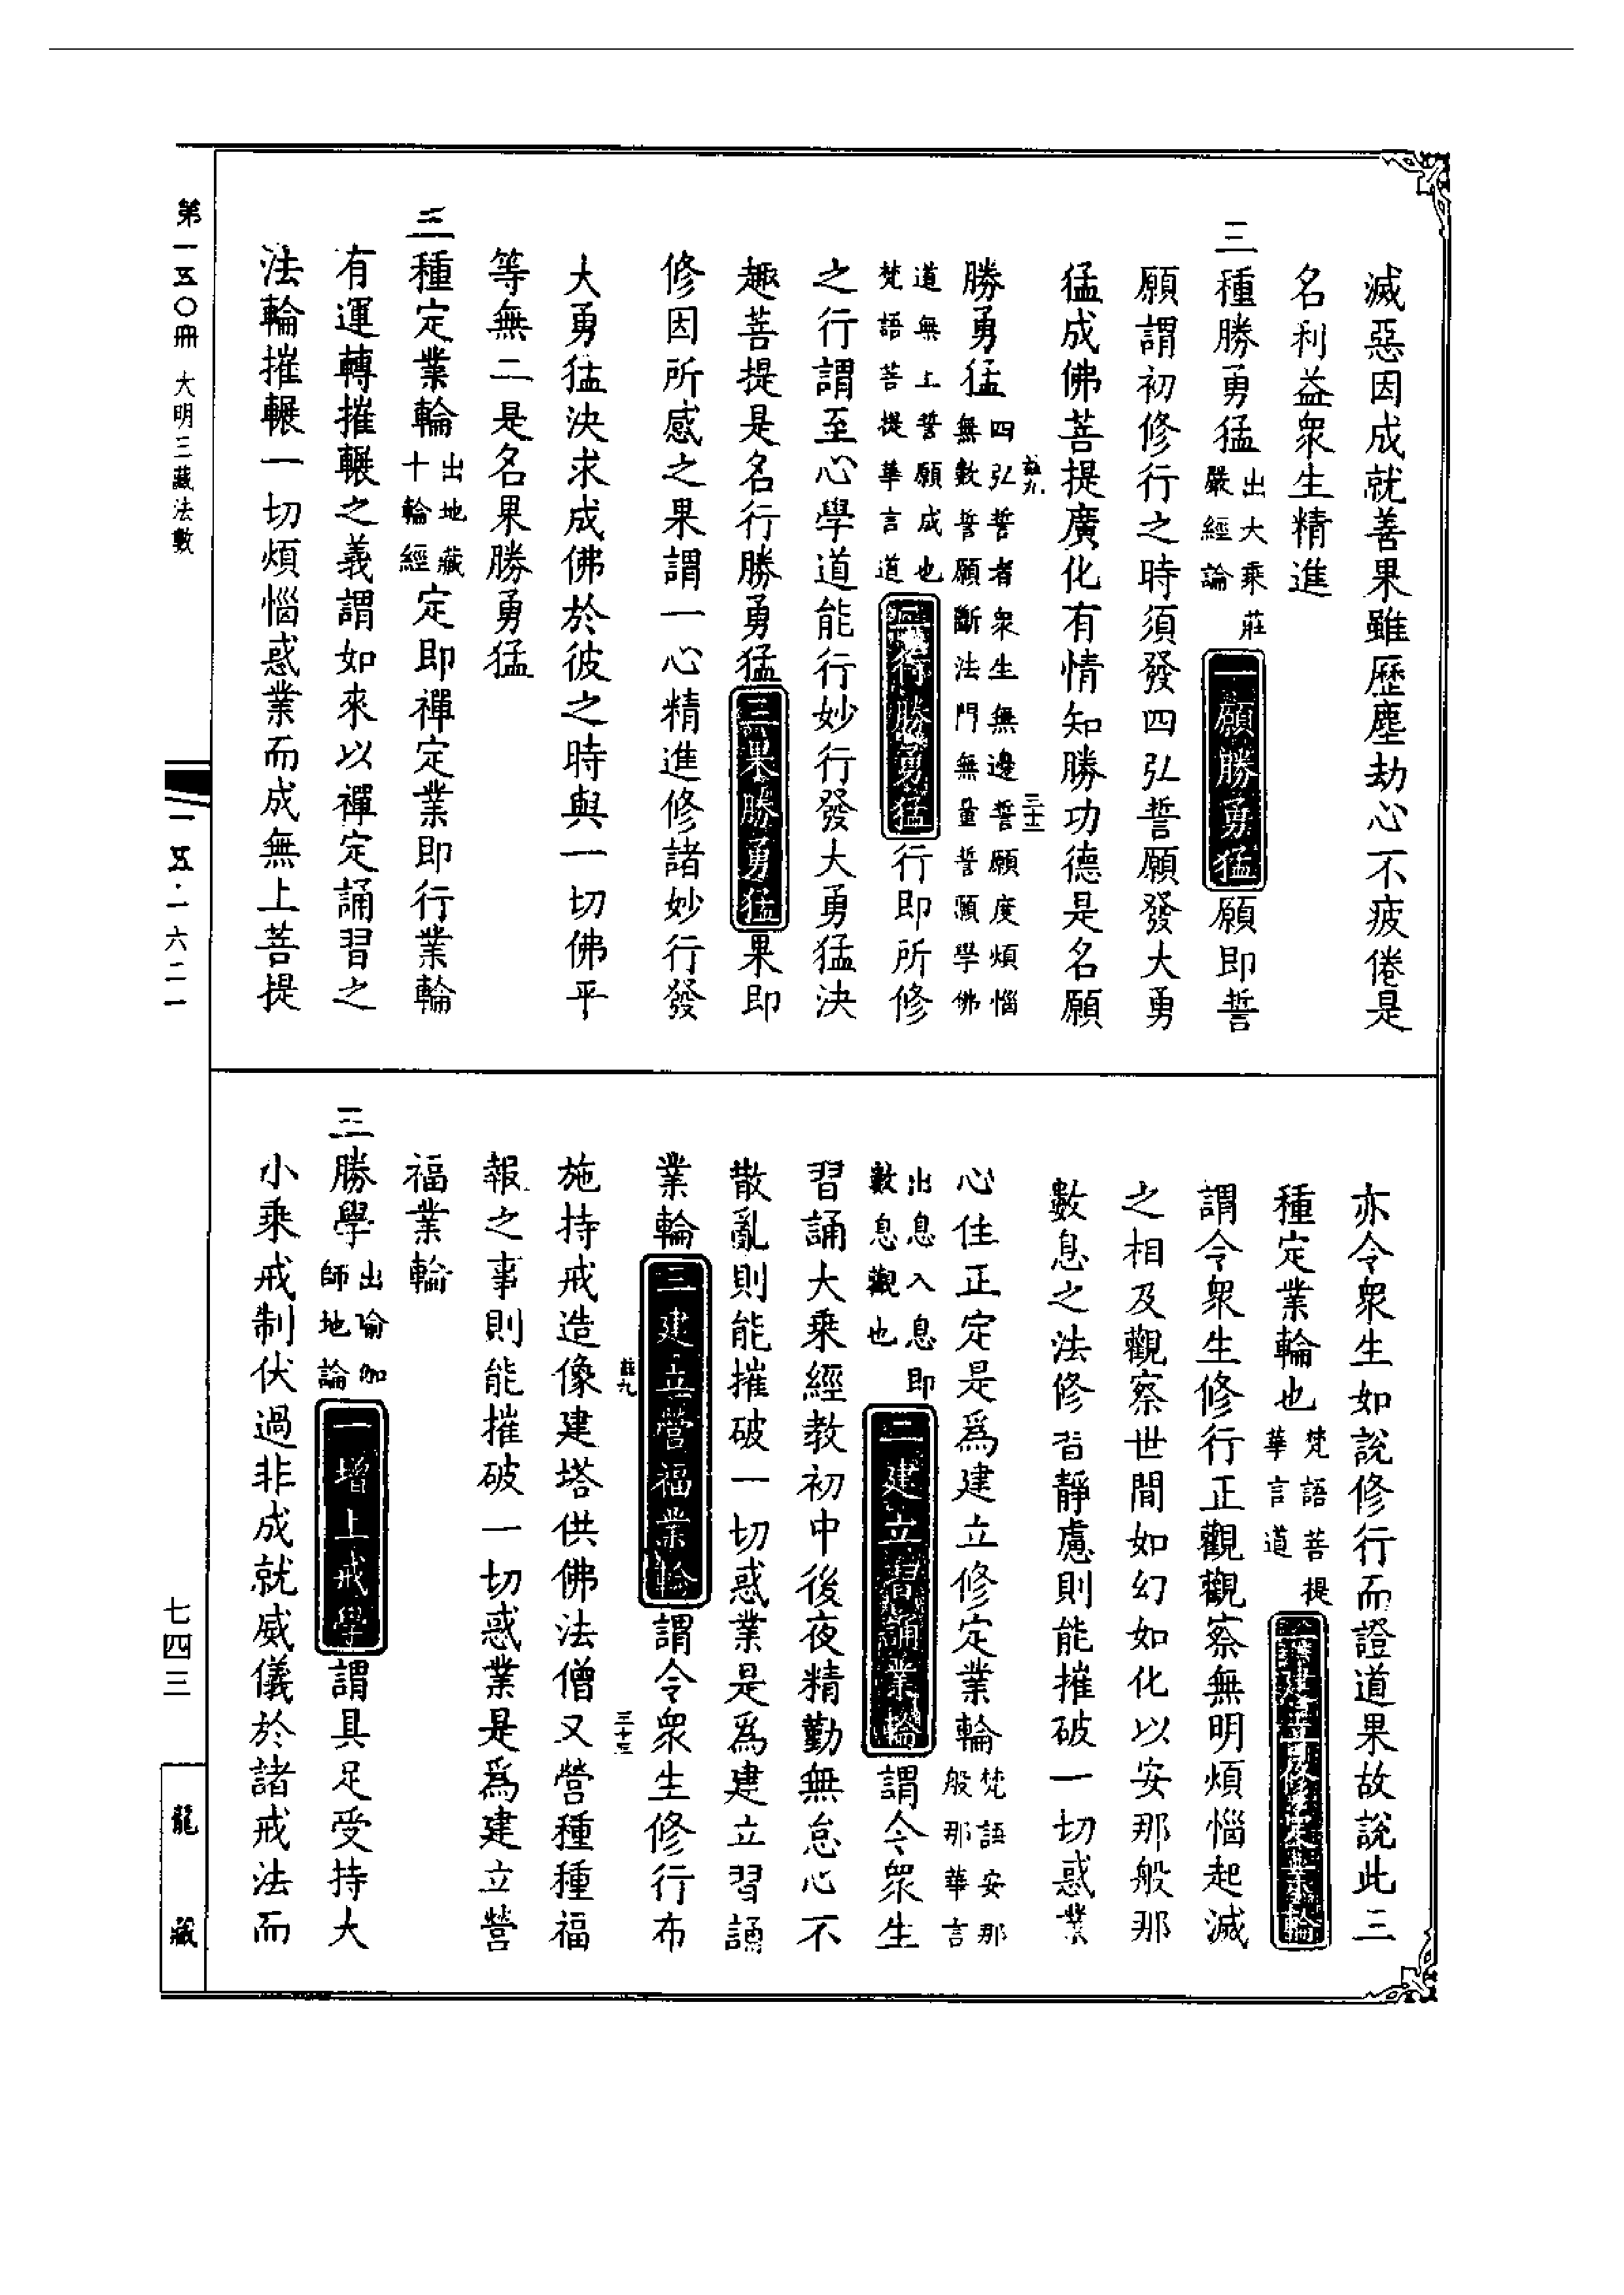 滅惡因成就善果雖歷塵劫心不疲倦是
名利益衆生精進
三種勝勇猛出大乘莊嚴經論一願勝勇猛願即誓
願謂初修行之時須發四弘誓願發大勇
猛成佛菩提廣化有情知勝功德是名願
勝勇猛四弘誓者衆生無邊誓願度煩惱無數誓願斷法門無量誓願學佛
道無上誓願成也梵語菩提華言道二行勝勇猛行即所修
之行謂至心學道能行妙行發大勇猛決
趣菩提是名行勝勇猛三果勝勇猛果即
修因所感之果謂一心精進修諸妙行發
大勇猛決求成佛於彼之時與一切佛平
等無二是名果勝勇猛
三種定業輪出地藏十輪經定即禪定業即行業輪
有運轉摧輾之義謂如來以禪定誦習之
法輪摧輾一切煩惱惑業而成無上菩提
亦令衆生如說修行而證道果故說此三
種定業輪也梵語菩提華言道一建立修定業輪
謂令衆生修行正觀觀察無明煩惱起滅
之相及觀察世間如幻如化以安那般那
數息之法修習靜慮則能摧破一切惑業
心住正定是爲建立修定業輪梵語安那般那華言
出息入息即數息觀也二建立習誦業輪謂令衆生
習誦大乘經教初中後夜精勤無怠心不
散亂則能摧破一切惑業是爲建立習誦
業輪三建立營福業輪謂令衆生修行布
施持戒造像建塔供佛法僧又營種種福
報之事則能摧破一切惑業是爲建立營
福業輪
三勝學出瑜伽師地論一增上戒學謂具足受持大
小乘戒制伏過非成就威儀於諸戒法而
第一五〇冊 大明三藏法數
一五·一六二一
七四三
龍藏